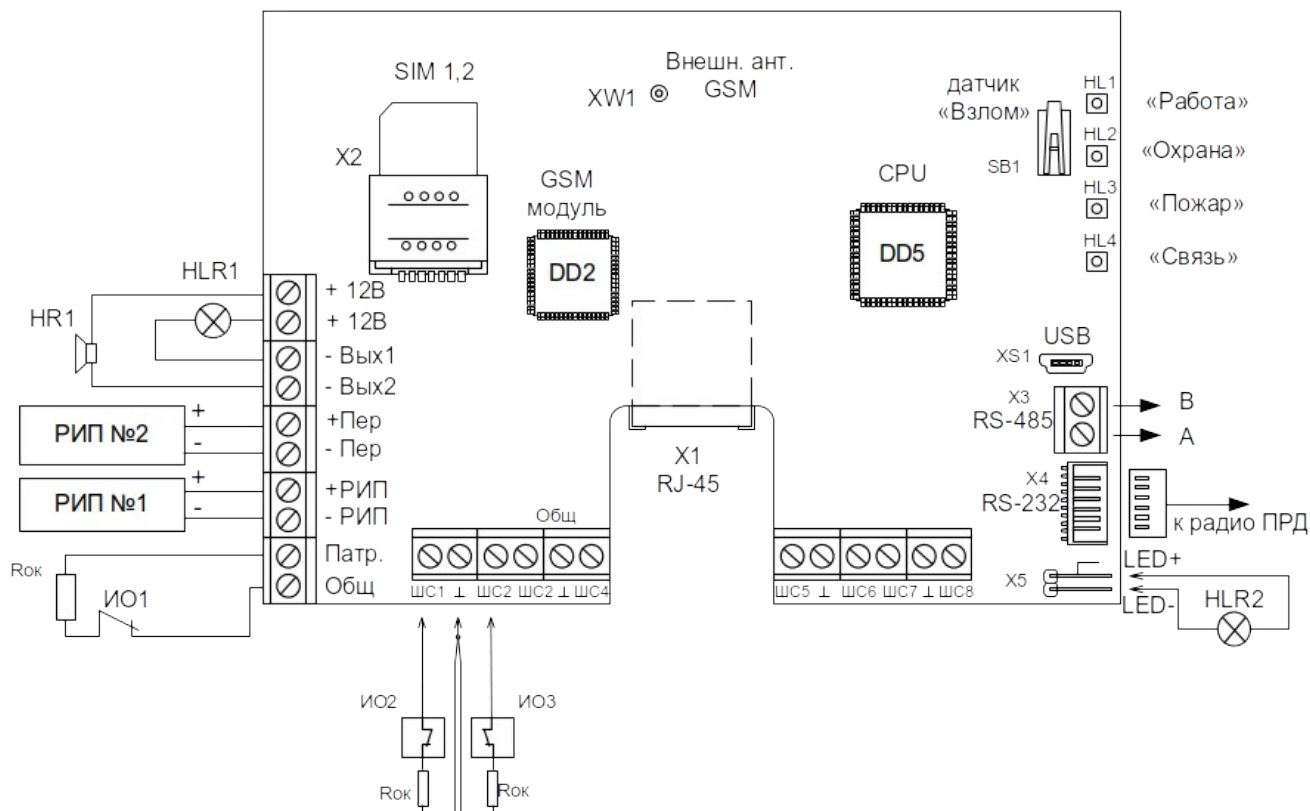 SIM 1,2
Внешн. ант.
GSM
XW1
датчик
«Взлом»
SB1
HL1
«Работа»
HL2
«Охрана»
HL3
«Пожар»
HL4
«Связь»
X2
GSM
модуль
DD2
CPU
DD5
HLR1
HR1
+ 12В
+ 12В
- Вых1
- Вых2
РИП №2
+
-
+Пер
- Пер
РИП №1
+
-
+РИП
- РИП
Патр.
Общ
Rок
ИО1
USB
XS1
X3
RS-485
B
A
X1
RJ-45
X4
RS-232
к радио ПРД
Общ
ШС1 ⊥ ШС2 ШС2 ⊥ ШС4
ШС5 ⊥ ШС6 ШС7 ⊥ ШС8
X5
LED+
LED-
HLR2
ИО2
ИО3
Rок
Rок